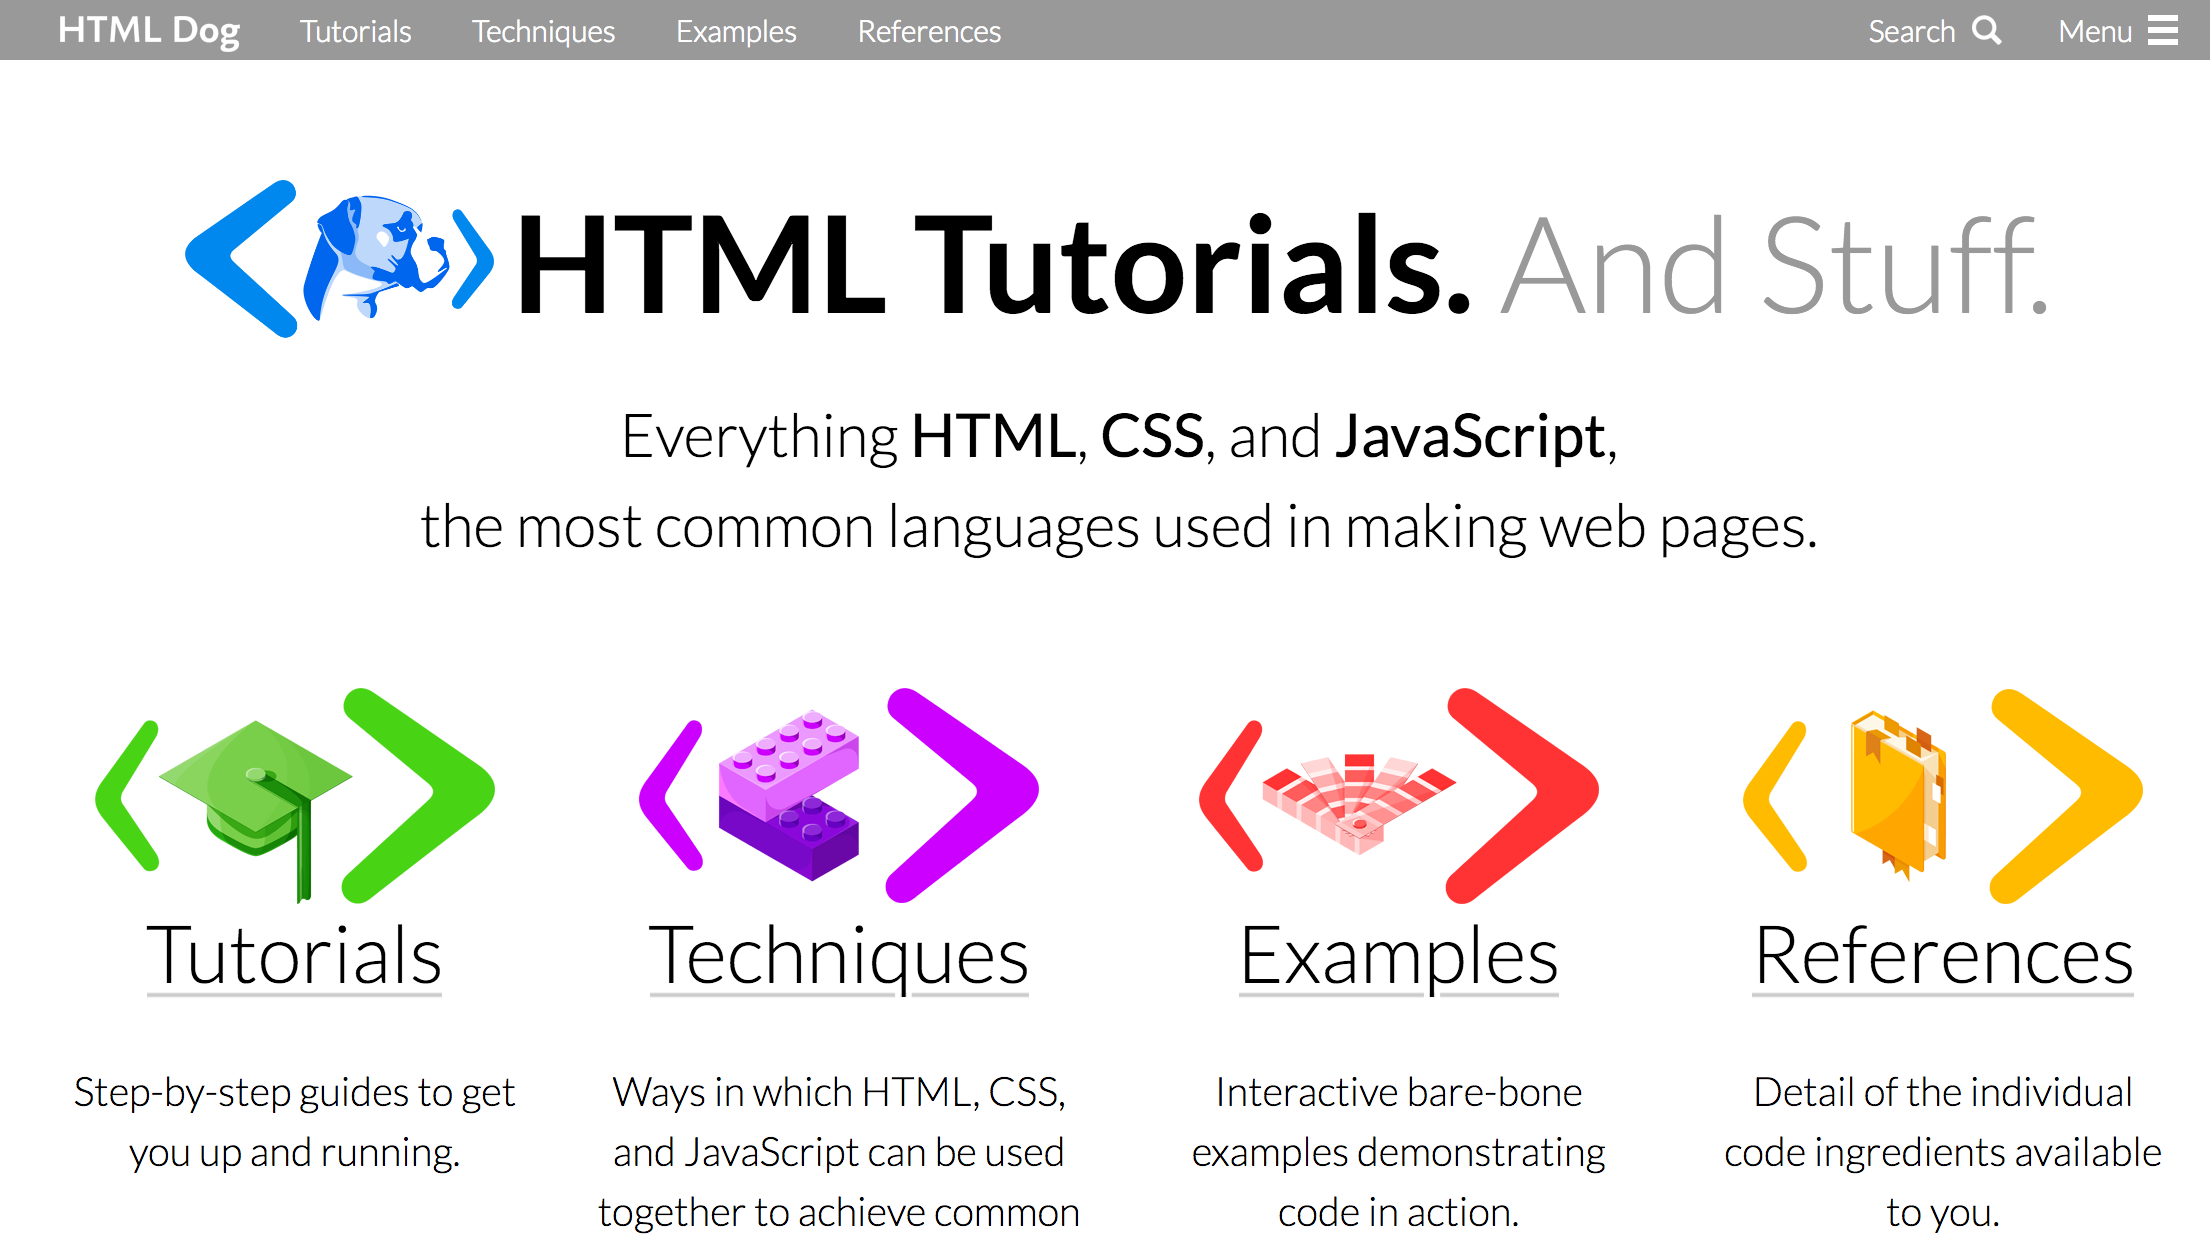 HTML Dog Tutorials Techniques Examples References Search Menu
HTML Tutorials. And Stuff.
Everything HTML, CSS, and JavaScript,
the most common languages used in making web pages.
Tutorials
Step-by-step guides to get
you up and running.
Techniques
Ways in which HTML, CSS,
and JavaScript can be used
together to achieve common
Examples
Interactive bare-bone
examples demonstrating
code in action.
References
Detail of the individual
code ingredients available
to you.